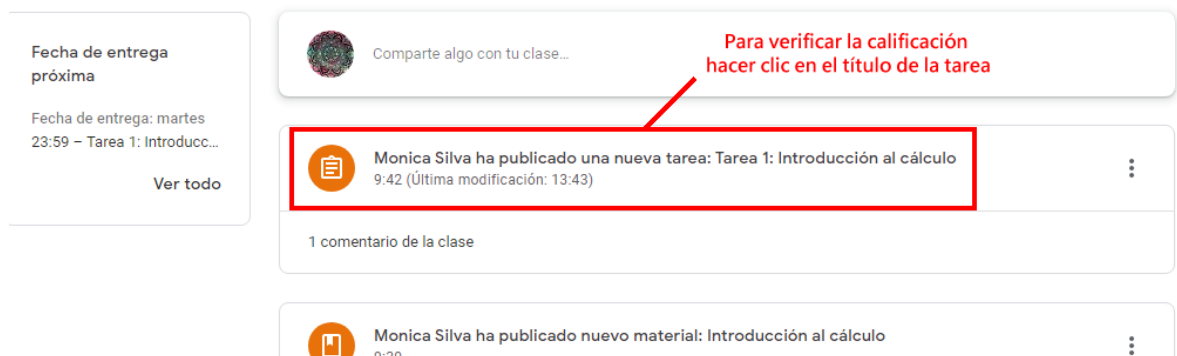 Fecha de entrega
próxima
Fecha de entrega: martes
23:59 – Tarea 1: Introducc...
Ver todo
Comparte algo con tu clase...
Para verificar la calificación
hacer clic en el título de la tarea
Monica Silva ha publicado una nueva tarea: Tarea 1: Introducción al cálculo
9:42 (Última modificación: 13:43)
1 comentario de la clase
Monica Silva ha publicado nuevo material: Introducción al cálculo